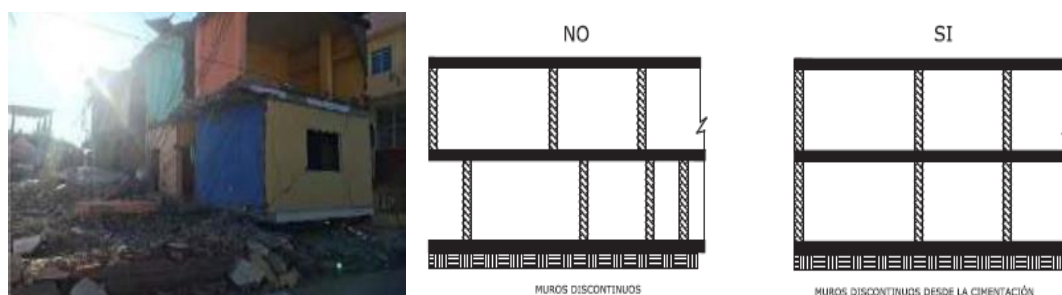 NO
SI
MUROS DISCONTINUOS
MUROS DISCONTINUOS DESDE LA CIMENTACIÓN